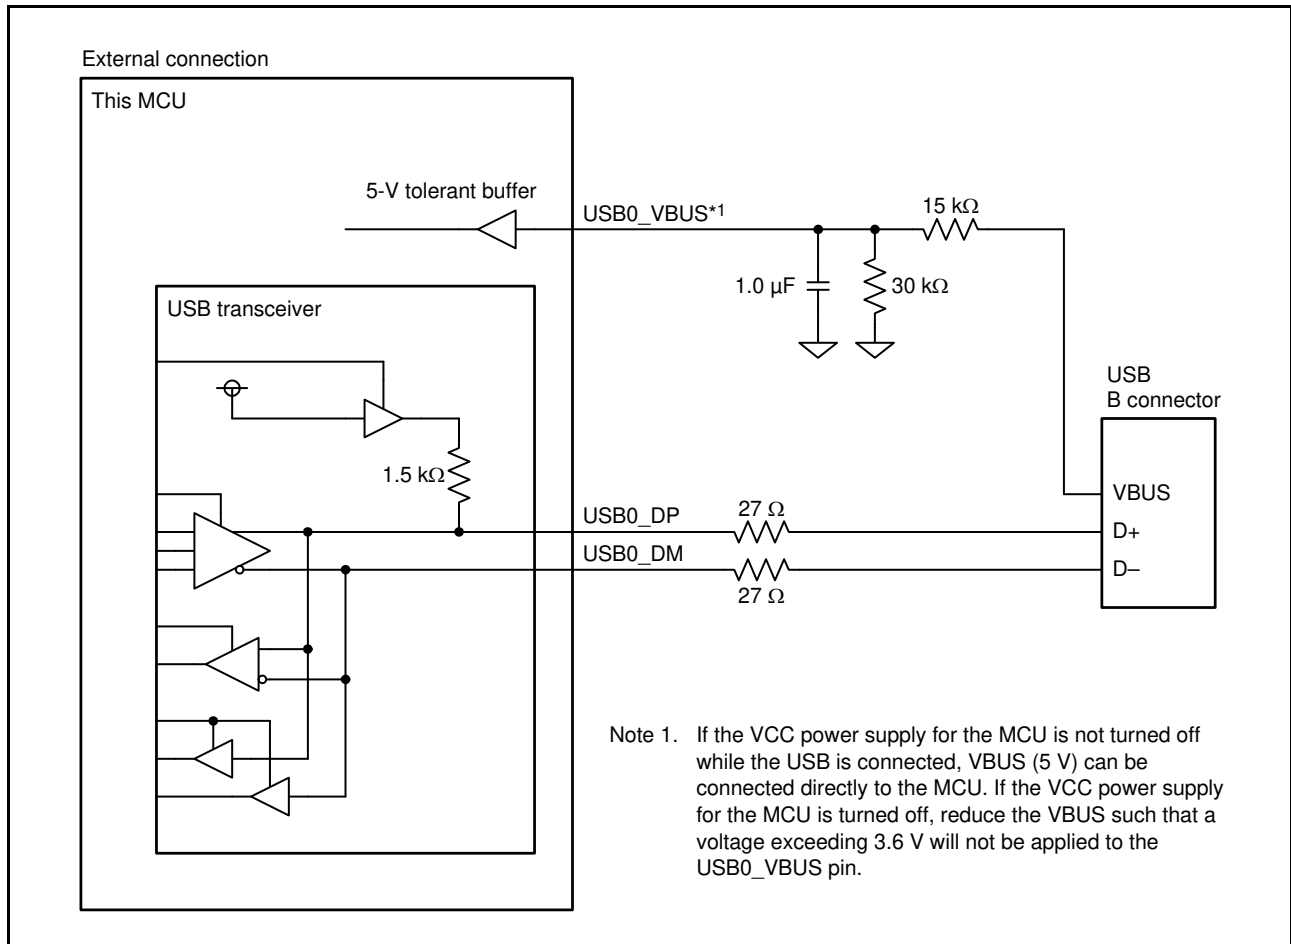 External connection
This MCU
5-V tolerant buffer
USB0_VBUS*1
15 kΩ
1.0 µF
30 kΩ
USB transceiver
USB
B connector
1.5 kΩ
VBUS
USB0_DP
27 Ω
D+
USB0_DM
27 Ω
D–
Note 1. If the VCC power supply for the MCU is not turned off
while the USB is connected, VBUS (5 V) can be
connected directly to the MCU. If the VCC power supply
for the MCU is turned off, reduce the VBUS such that a
voltage exceeding 3.6 V will not be applied to the
USB0_VBUS pin.